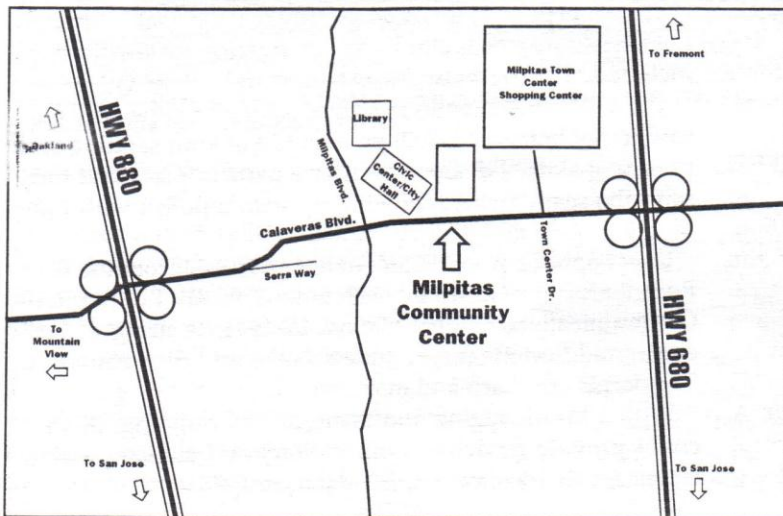 To Fremont
Milpitas Town
Center
Shopping Center
HWY 880
Library
Oakland
Milpitas Blvd.
Civic
Center/City
Hall
Calaveras Blvd.
Town Center Dr.
Serra Way
Milpitas
Community
Center
To
Mountain
View
HWY 680
To San Jose
To San Jose